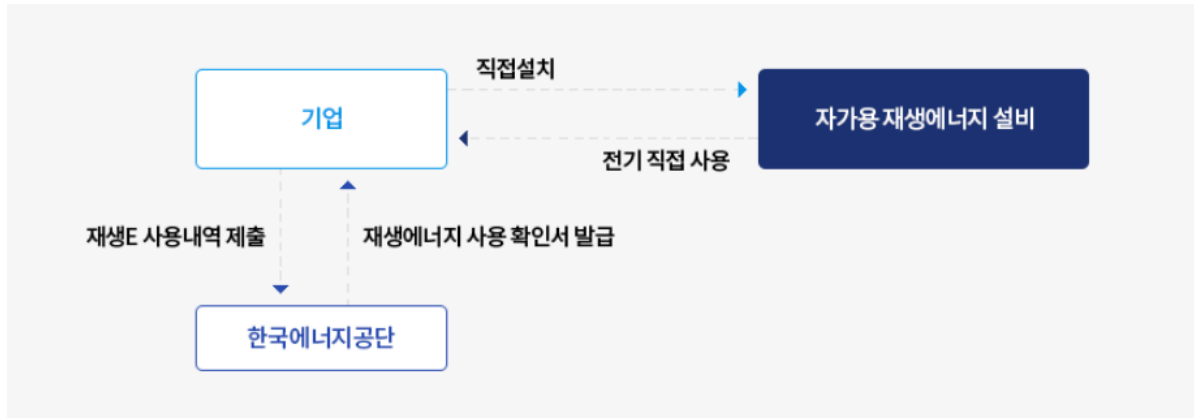 직접설치
기업
자가용 재생에너지 설비
전기 직접 사용
재생E 사용내역 제출
재생에너지 사용 확인서 발급
한국에너지공단